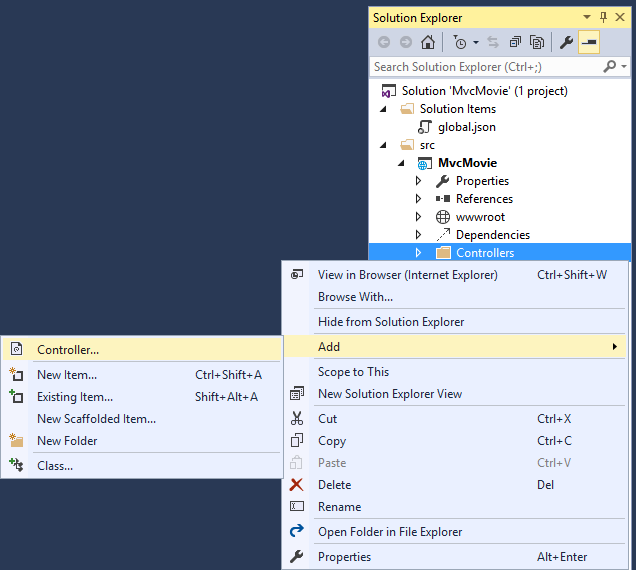 Solution Explorer
Search Solution Explorer (Ctrl+;)
Solution 'MvcMovie' (1 project)
Solution Items
global.json
src
MvcMovie
Properties
References
wwwroot
Dependencies
Controllers
View in Browser (Internet Explorer) Ctrl+Shift+W
Browse With...
Hide from Solution Explorer
Add
Scope to This
New Solution Explorer View
Cut Ctrl+X
Copy Ctrl+C
Paste Ctrl+V
Delete Del
Rename
Open Folder in File Explorer
Properties Alt+Enter
Controller...
New Item... Ctrl+Shift+A
Existing Item... Shift+Alt+A
New Scaffolded Item...
New Folder
Class...